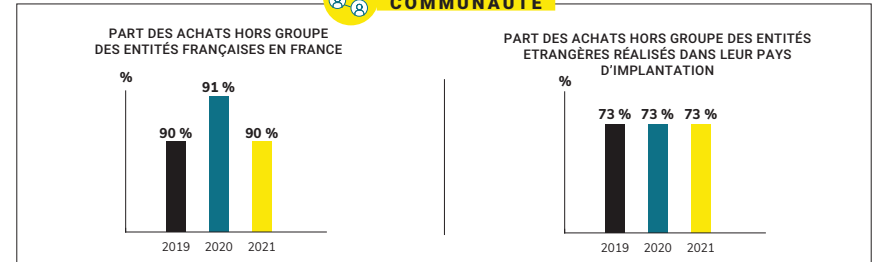 COMMUNAUTÉ
PART DES ACHATS HORS GROUPE
DES ENTITÉS FRANÇAISES EN FRANCE
%
91 %
90 %
90 %
2019
2020
2021
PART DES ACHATS HORS GROUPE DES ENTITÉS
ETRANGÈRES RÉALISÉS DANS LEUR PAYS
D’IMPLANTATION
%
73 %
73 %
73 %
2019
2020
2021